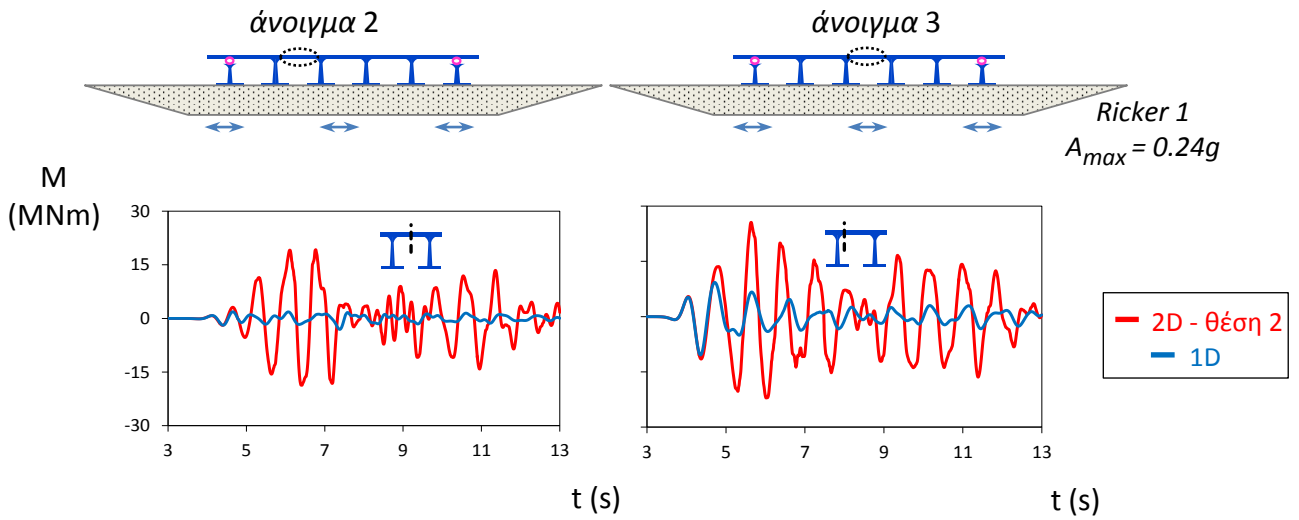 άνοιγμα 2
άνοιγμα 3
Ricker 1
Amax = 0.24g
M
(MNm)
30
15
0
-15
-30
3 5 7 9 11 13
3 5 7 9 11 13
t (s)
t (s)
2D - θέση 2
1D